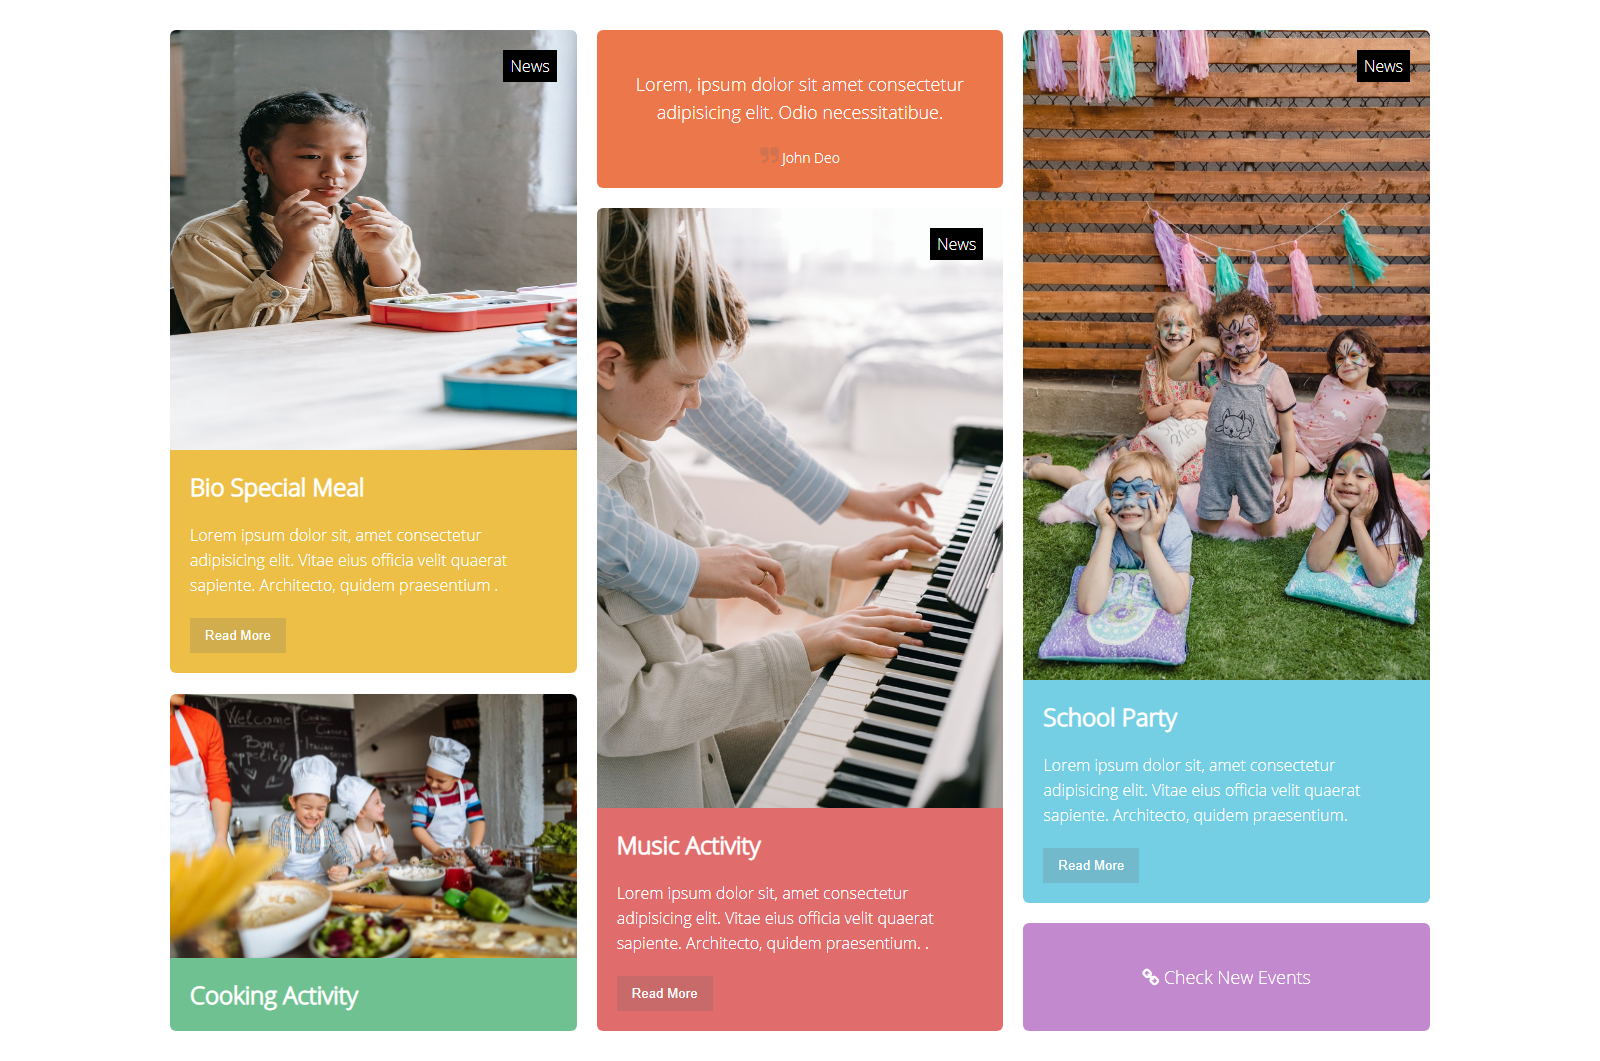 News
Bio Special Meal
Lorem ipsum dolor sit, amet consectetur
adipisicing elit. Vitae eius officia velit quaerat
sapiente. Architecto, quidem praesentium .
Read More
Welcome
Bon
appetito
Cooking Activity
Lorem, ipsum dolor sit amet consectetur
adipisicing elit. Odio necessitatibue.
❞ John Deo
News
Music Activity
Lorem ipsum dolor sit, amet consectetur
adipisicing elit. Vitae eius officia velit quaerat
sapiente. Architecto, quidem praesentium. .
Read More
News
School Party
Lorem ipsum dolor sit, amet consectetur
adipisicing elit. Vitae eius officia velit quaerat
sapiente. Architecto, quidem praesentium.
Read More
Check New Events